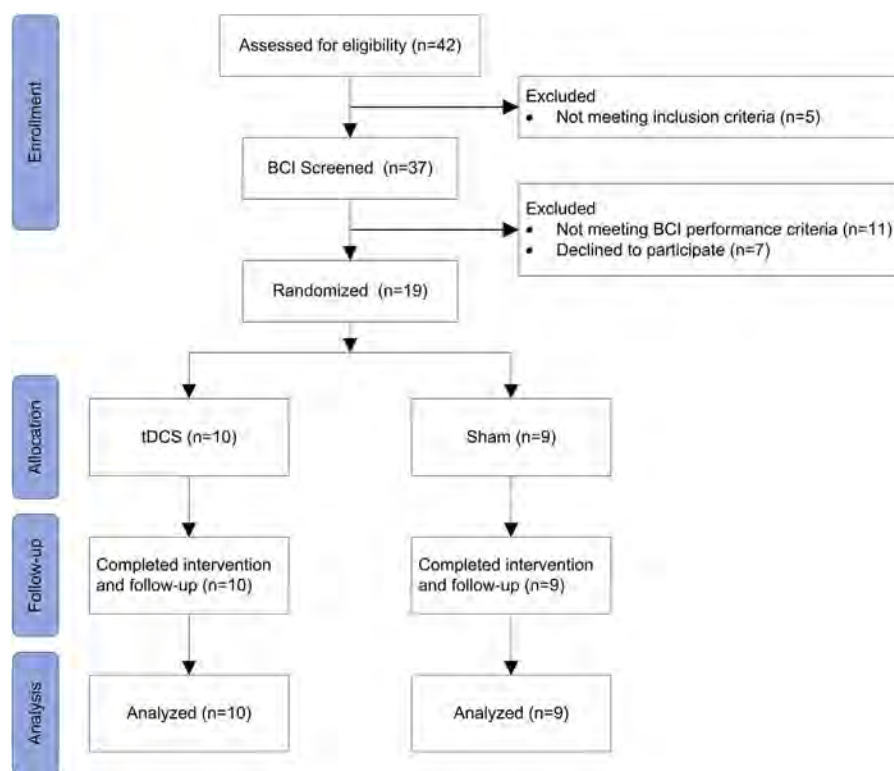 Enrollment
Assessed for eligibility (n=42)
Excluded
• Not meeting inclusion criteria (n=5)
BCI Screened (n=37)
Excluded
• Not meeting BCI performance criteria (n=11)
• Declined to participate (n=7)
Randomized (n=19)
Allocation
tDCS (n=10)
Sham (n=9)
Follow-up
Completed intervention
and follow-up (n=10)
Completed intervention
and follow-up (n=9)
Analysis
Analyzed (n=10)
Analyzed (n=9)